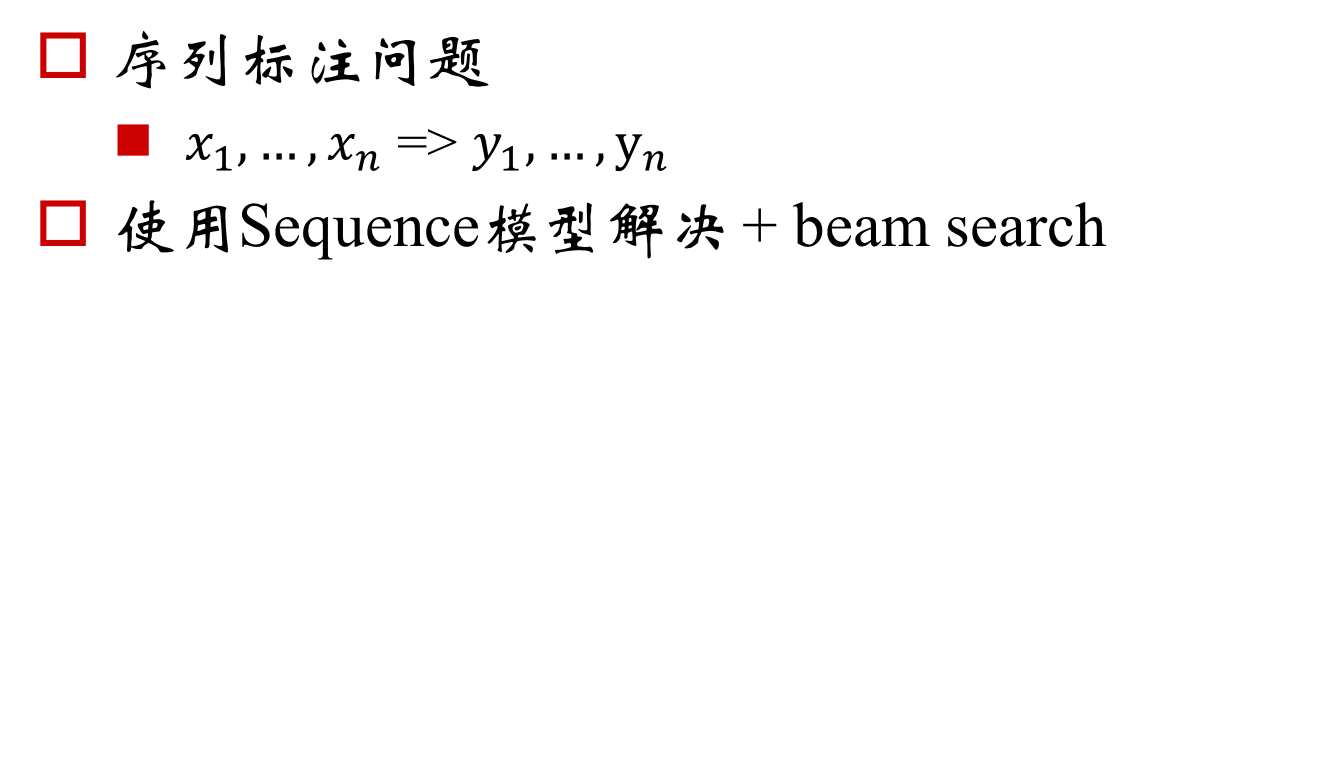 序列标注问题
x₁, … , xₙ => y₁, … , yₙ
使用Sequence模型解决 + beam search